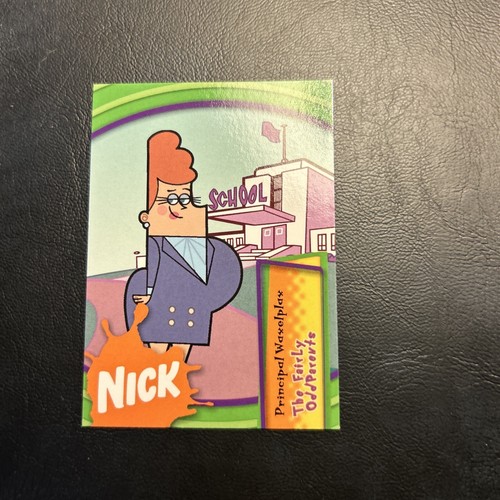 SCHOOL
NICK
Principal Waxelplax
The Fairly
OddParents